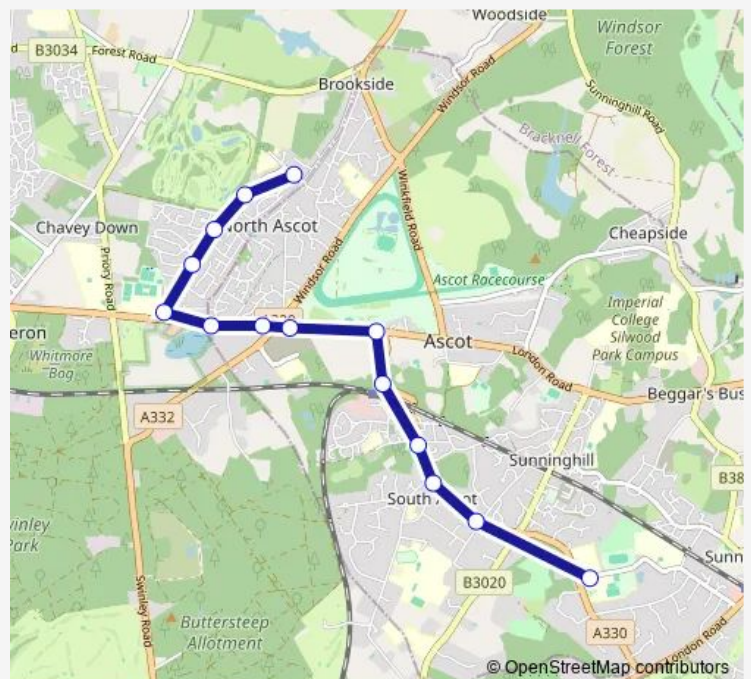 Woodside
Windsor
Forest
B3034
Forest Road
Brookside
Windsor Road
Sunninghill Road
Bracknell Forest
Winkfield Road
Chavey Down
North Ascot
Cheapside
Priory Road
Windsor Road
Ascot Racecourse
Imperial
College
Silwood
Park Campus
eron
Whitmore
Bog
Ascot
London Road
Beggar's Bus
A332
Sunninghill
B38
South Ascot
winley
Park
Sunn
B3020
Swinley Road
Buttersteep
Allotment
A330
London Road
© OpenStreetMap contributors